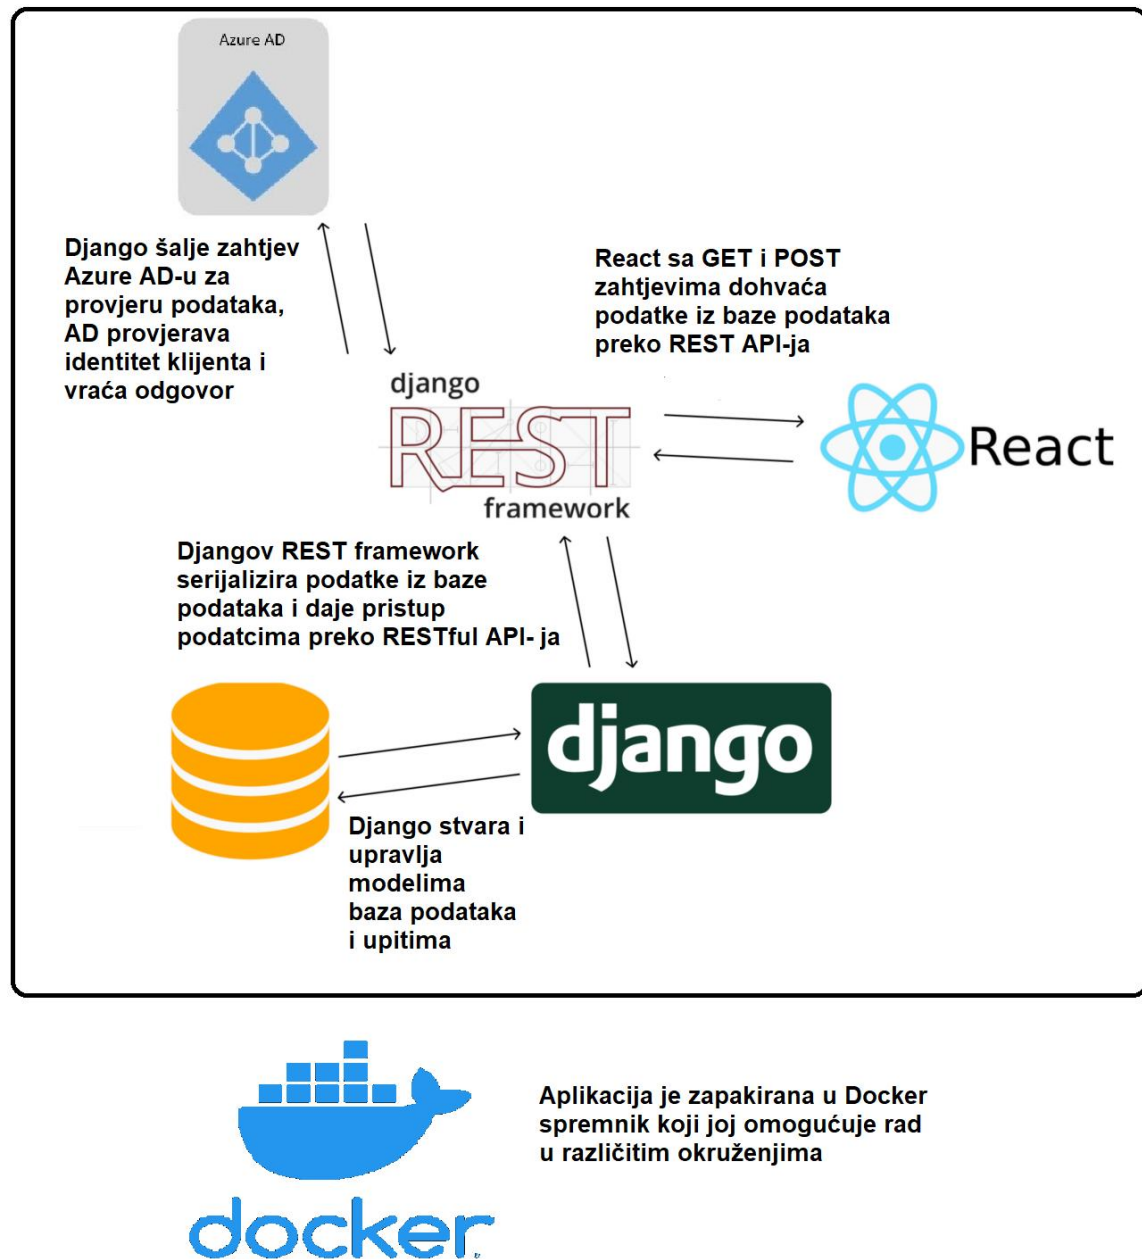 Azure AD
Django šalje zahtjev
Azure AD-u za
provjeru podataka,
AD provjerava
identitet klijenta i
vraća odgovor
React sa GET i POST
zahtjevima dohvaća
podatke iz baze podataka
preko REST API-ja
django
REST
framework
React
Djangov REST framework
serijalizira podatke iz baze
podataka i daje pristup
podatcima preko RESTful API- ja
django
Django stvara i
upravlja
modelima
baza podataka
i upitima
Aplikacija je zapakirana u Docker
spremnik koji joj omogućuje rad
u različitim okruženjima
docker